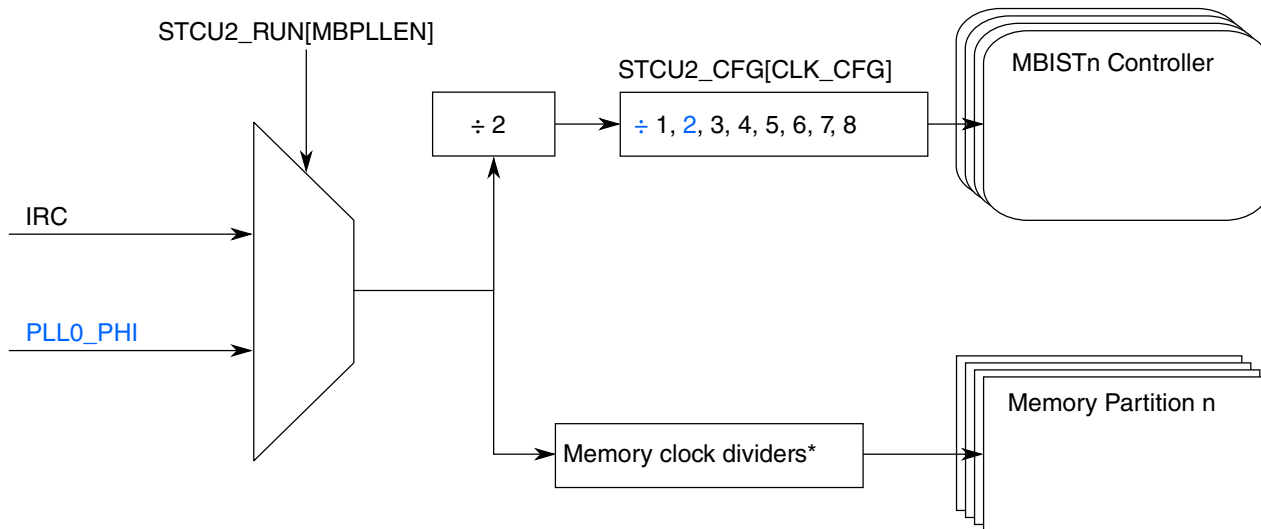 STCU2_RUN[MBPLLEN]
STCU2_CFG[CLK_CFG]
MBISTn Controller
÷ 2
÷ 1, 2, 3, 4, 5, 6, 7, 8
IRC
PLL0_PHI
Memory Partition n
Memory clock dividers*